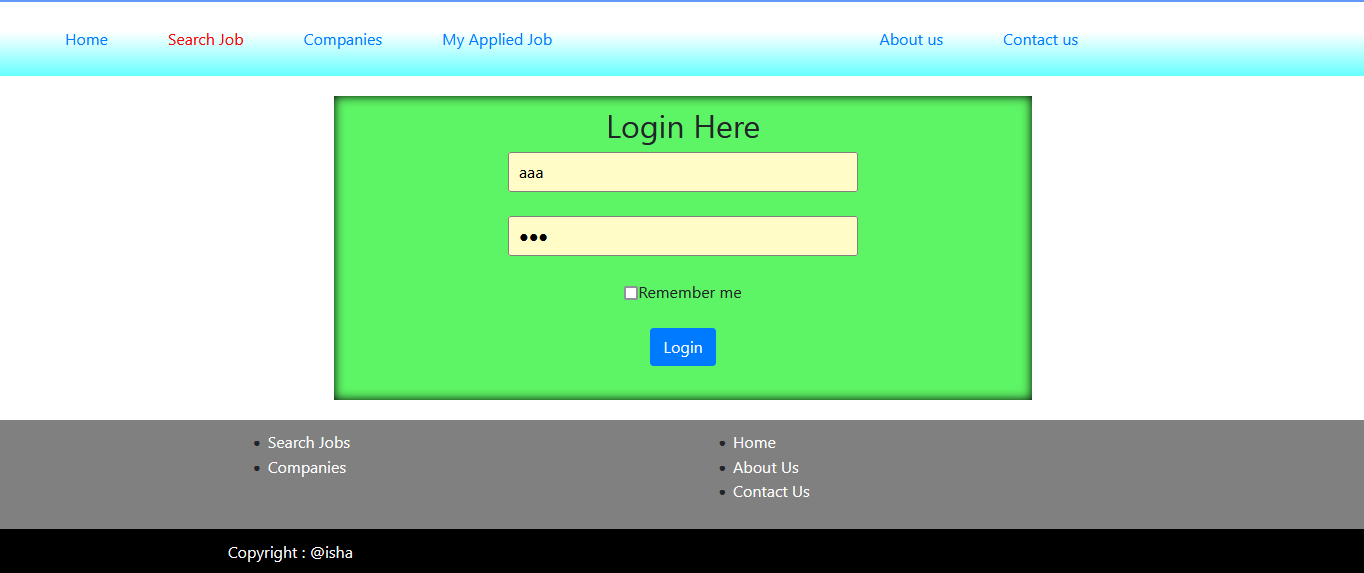 Home Search Job Companies My Applied Job About us Contact us
Login Here
aaa
●●●
Remember me
Login
• Search Jobs
• Companies
• Home
• About Us
• Contact Us
Copyright : @isha